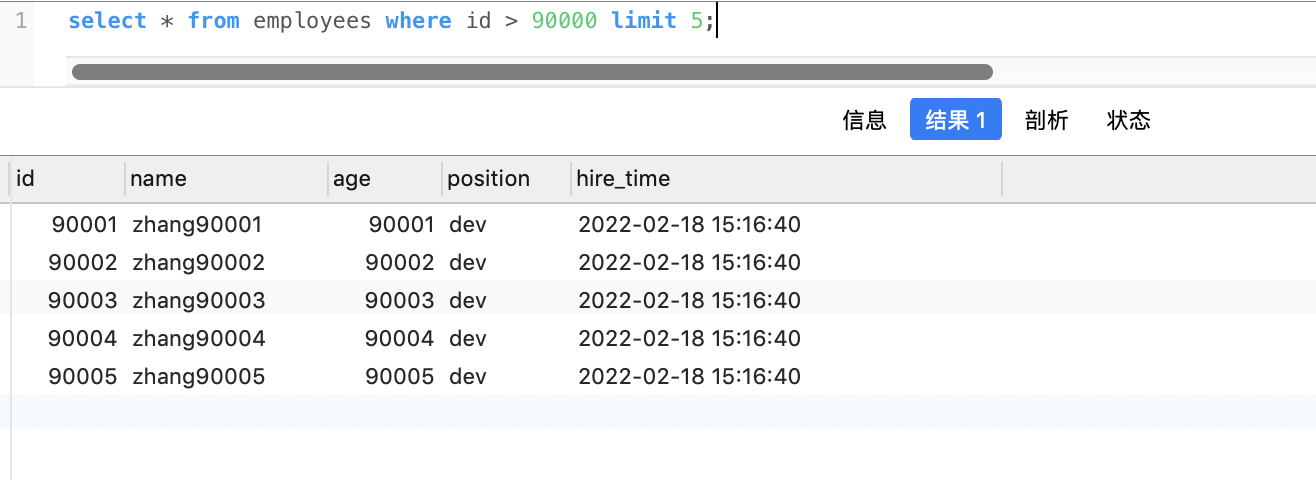 1 select * from employees where id > 90000 limit 5;
信息 结果 1 剖析 状态
id name age position hire_time
90001 zhang90001 90001 dev 2022-02-18 15:16:40
90002 zhang90002 90002 dev 2022-02-18 15:16:40
90003 zhang90003 90003 dev 2022-02-18 15:16:40
90004 zhang90004 90004 dev 2022-02-18 15:16:40
90005 zhang90005 90005 dev 2022-02-18 15:16:40